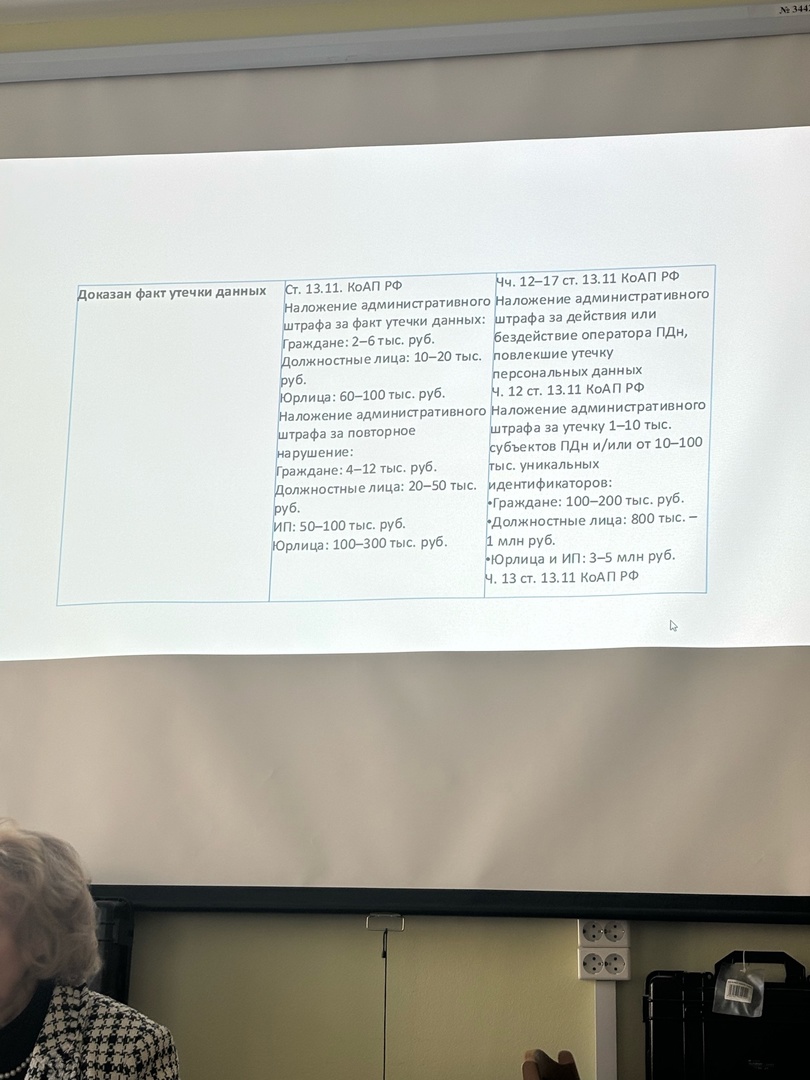 № 344
Доказан факт утечки данных
Ст. 13.11. КоАП РФ
Наложение административного
штрафа за факт утечки данных:
Граждане: 2–6 тыс. руб.
Должностные лица: 10–20 тыс.
руб.
Юрлица: 60–100 тыс. руб.
Наложение административного
штрафа за повторное
нарушение:
Граждане: 4–12 тыс. руб.
Должностные лица: 20–50 тыс.
руб.
ИП: 50–100 тыс. руб.
Юрлица: 100–300 тыс. руб.
Чч. 12–17 ст. 13.11 КоАП РФ
Наложение административного
штрафа за действия или
бездействие оператора ПДн,
повлекшие утечку
персональных данных
Ч. 12 ст. 13.11 КоАП РФ
Наложение административного
штрафа за утечку 1–10 тыс.
субъектов ПДн и/или от 10–100
тыс. уникальных
идентификаторов:
•Граждане: 100–200 тыс. руб.
•Должностные лица: 800 тыс. –
1 млн руб.
•Юрлица и ИП: 3–5 млн руб.
Ч. 13 ст. 13.11 КоАП РФ